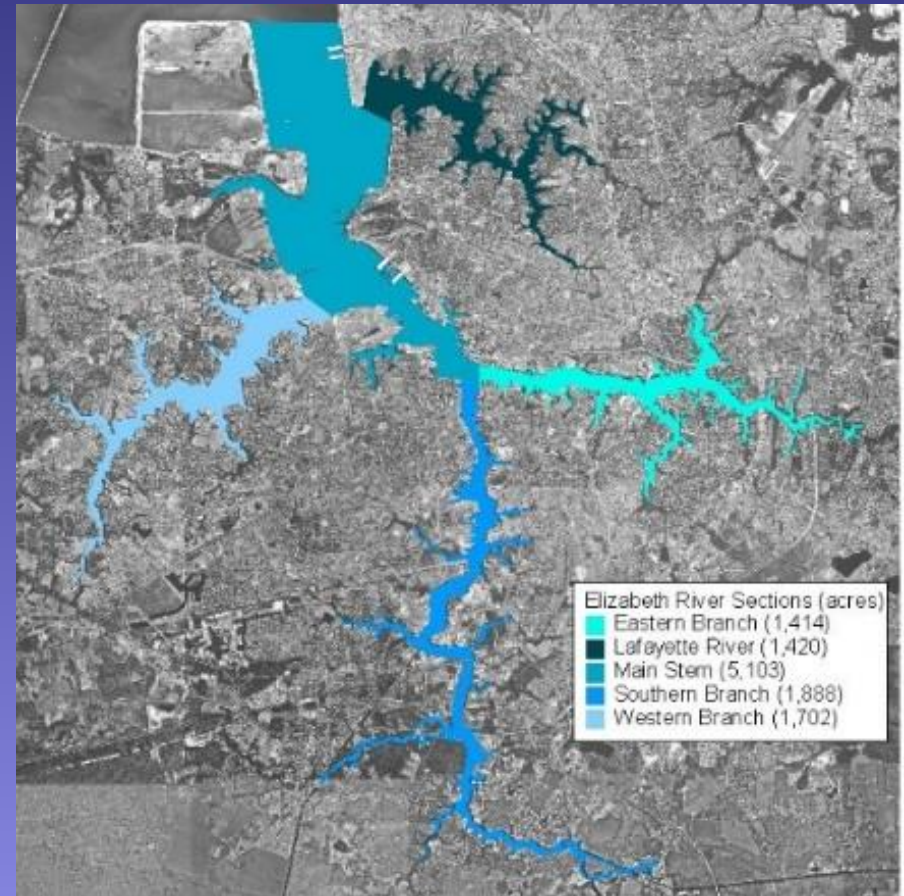 Elizabeth River Sections (acres)
Eastern Branch (1,414)
Lafayette River (1,420)
Main Stem (5,103)
Southern Branch (1,888)
Western Branch (1,702)